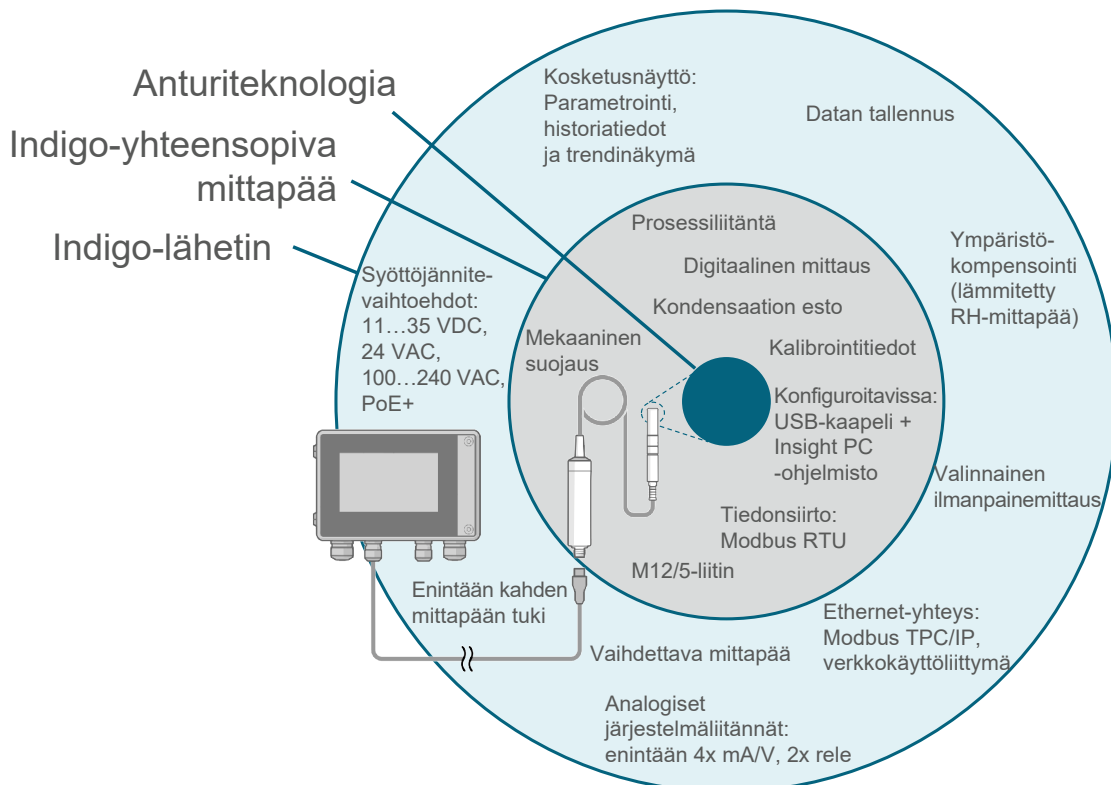 Anturiteknologia
Indigo-yhteensopiva
mittapää
Indigo-lähetin
Kosketusnäyttö:
Parametrointi,
historiatiedot
ja trendinäkymä
Datan tallennus
Ympäristö-
kompensointi
(lämmitetty
RH-mittapää)
Syöttöjännite-
vaihtoehdot:
11…35 VDC,
24 VAC,
100…240 VAC,
PoE+
Prosessiliitäntä
Digitaalinen mittaus
Kondensaation esto
Mekaaninen
suojaus
Kalibrointitiedot
Konfiguroitavissa:
USB-kaapeli +
Insight PC
-ohjelmisto
Tiedonsiirto:
Modbus RTU
M12/5-liitin
Valinnainen
ilmanpainemittaus
Enintään kahden
mittapään tuki
Vaihdettava mittapää
Ethernet-yhteys:
Modbus TPC/IP,
verkkokäyttöliittymä
Analogiset
järjestelmäliitännät:
enintään 4x mA/V, 2x rele